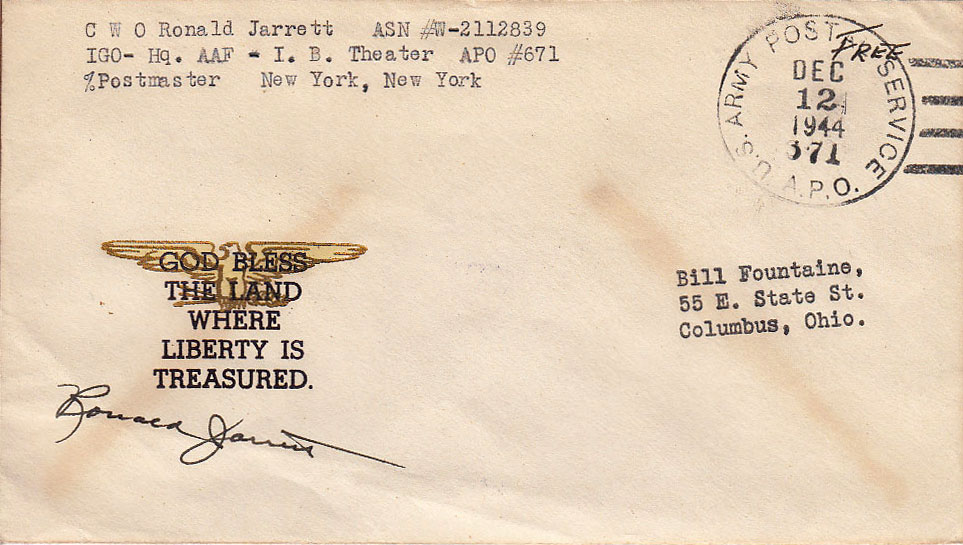 C W O Ronald Jarrett ASN #W-2112839
IGO- Hq. AAF - I. B. Theater APO #671
%Postmaster New York, New York
FREE
U.S. ARMY POSTAL SERVICE
DEC
12
1944
671
A.P.O.
GOD BLESS
THE LAND
WHERE
LIBERTY IS
TREASURED.
Bill Fountaine,
55 E. State St.
Columbus, Ohio.
Ronald Jarrett